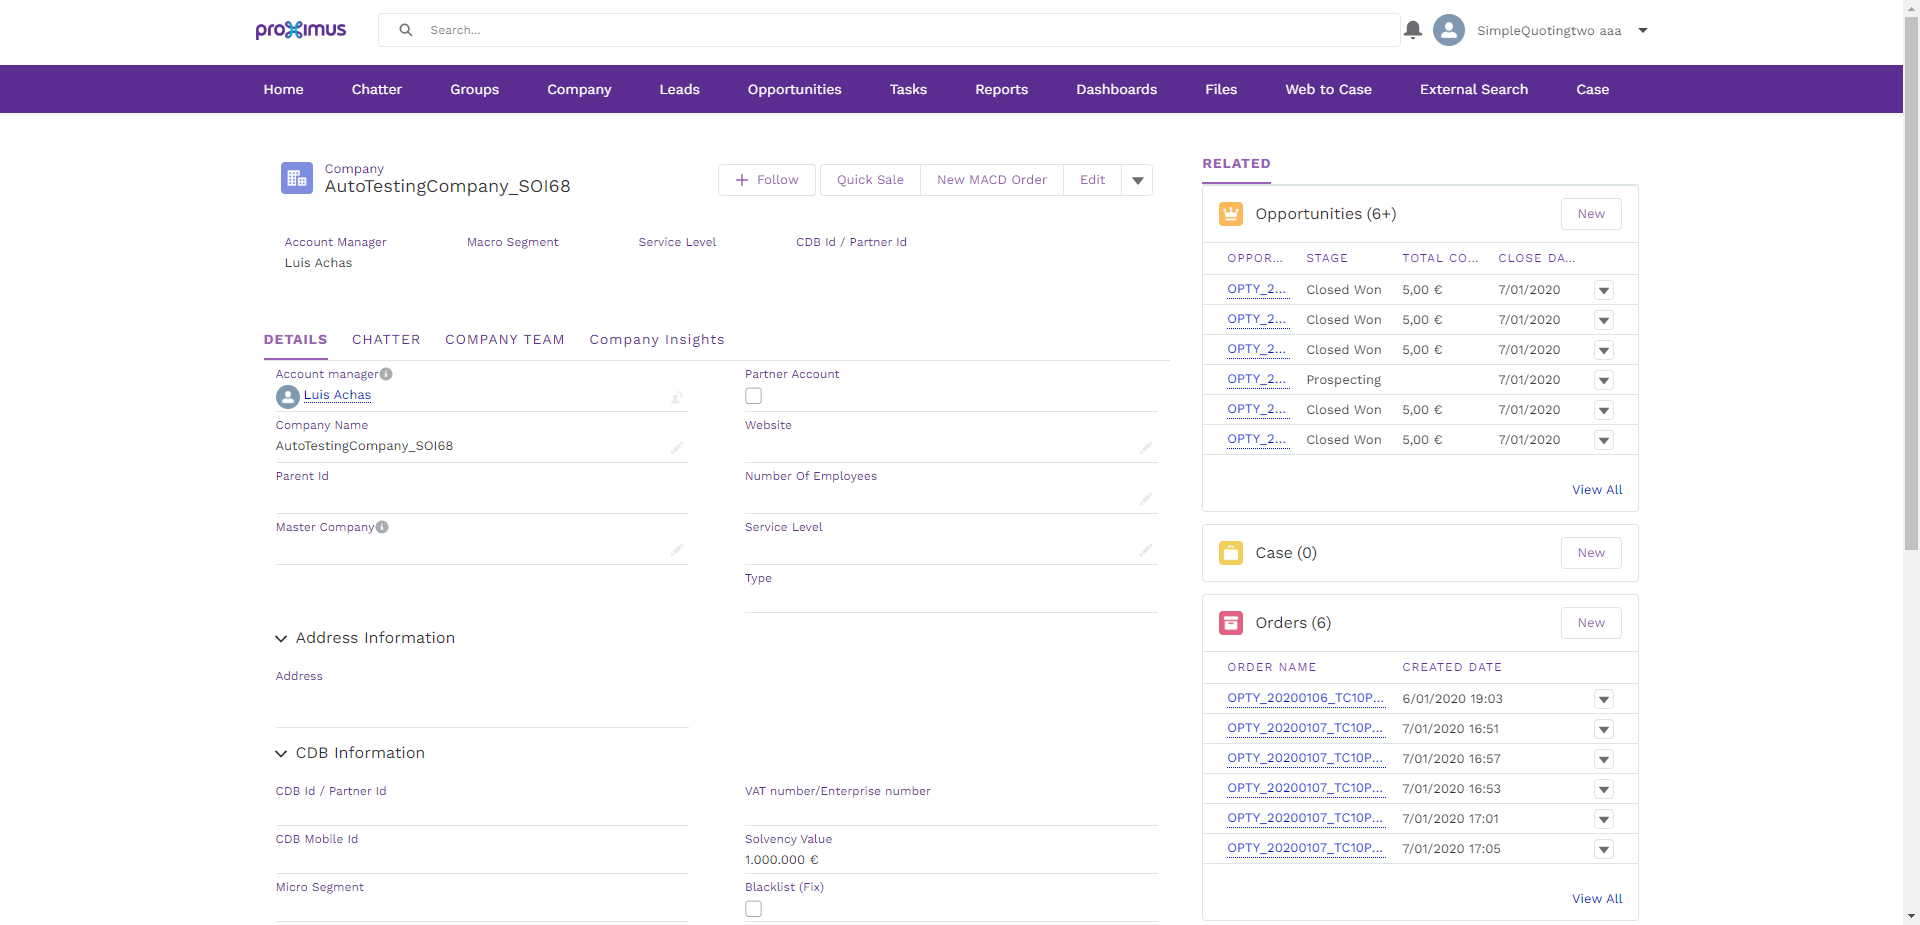 proximus
Search...
SimpleQuotingtwo aaa
Home Chatter Groups Company Leads Opportunities Tasks Reports Dashboards Files Web to Case External Search Case
Company
AutoTestingCompany_SOI68
Follow Quick Sale New MACD Order Edit
Account Manager Macro Segment Service Level CDB Id / Partner Id
Luis Achas
DETAILS CHATTER COMPANY TEAM Company Insights
Account manager Partner Account
Luis Achas
Company Name Website
AutoTestingCompany_SOI68
Parent Id Number Of Employees
Master Company Service Level
Type
Address Information
Address
CDB Information
CDB Id / Partner Id VAT number/Enterprise number
CDB Mobile Id Solvency Value
1.000.000 €
Micro Segment Blacklist (Fix)
RELATED
Opportunities (6+) New
OPPOR... STAGE TOTAL CO... CLOSE DA...
OPTY_2... Closed Won 5,00 € 7/01/2020
OPTY_2... Closed Won 5,00 € 7/01/2020
OPTY_2... Closed Won 5,00 € 7/01/2020
OPTY_2... Prospecting 7/01/2020
OPTY_2... Closed Won 5,00 € 7/01/2020
OPTY_2... Closed Won 5,00 € 7/01/2020
View All
Case (0) New
Orders (6) New
ORDER NAME CREATED DATE
OPTY_20200106_TC10P... 6/01/2020 19:03
OPTY_20200107_TC10P... 7/01/2020 16:51
OPTY_20200107_TC10P... 7/01/2020 16:57
OPTY_20200107_TC10P... 7/01/2020 16:53
OPTY_20200107_TC10P... 7/01/2020 17:01
OPTY_20200107_TC10P... 7/01/2020 17:05
View All